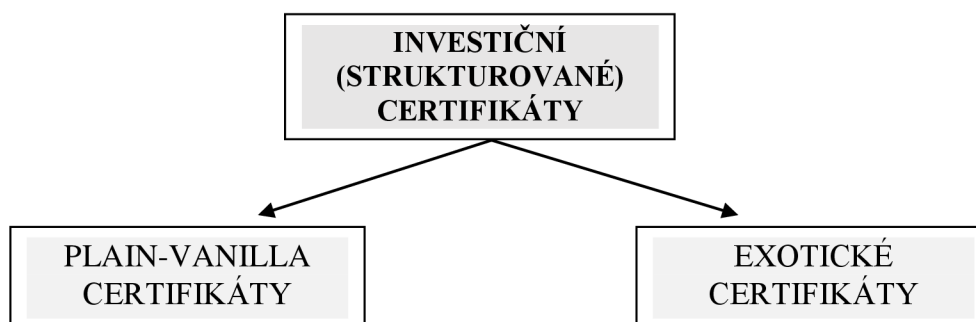 INVESTIČNÍ
(STRUKTUROVANÉ)
CERTIFIKÁTY
PLAIN-VANILLA
CERTIFIKÁTY
EXOTICKÉ
CERTIFIKÁTY